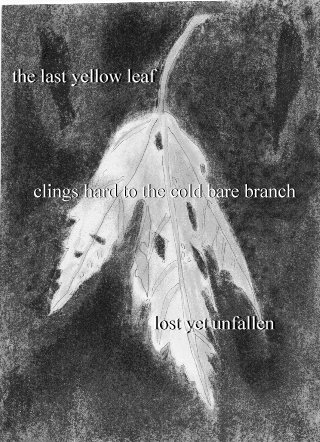 the last yellow leaf
clings hard to the cold bare branch
lost yet unfallen